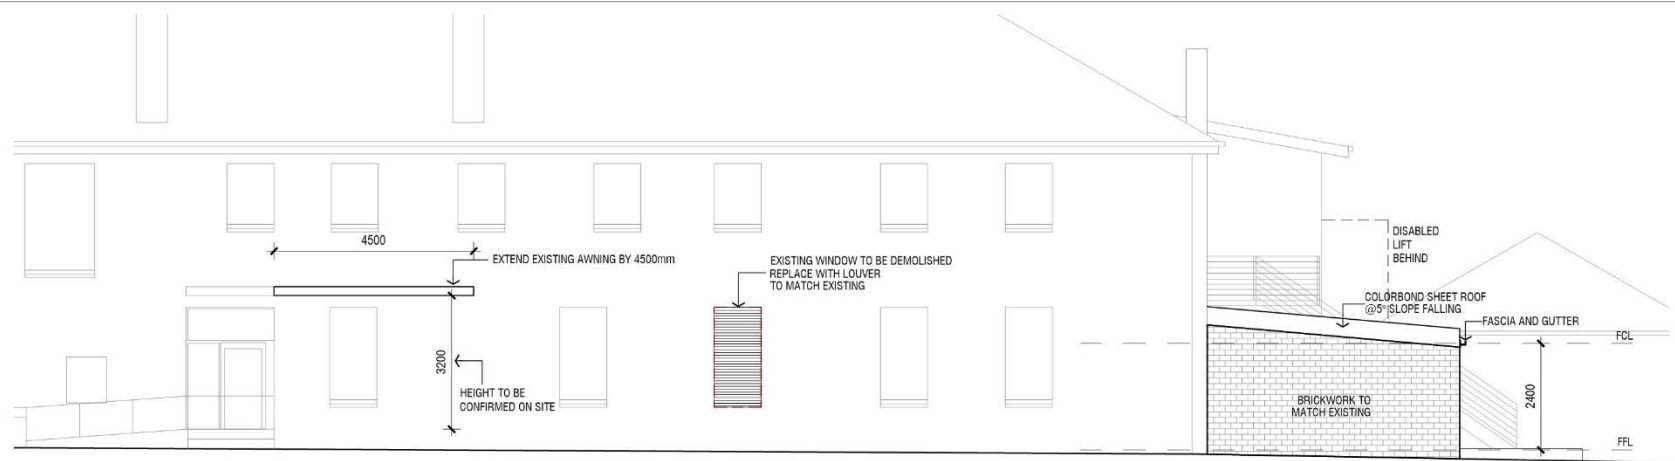 4500
EXTEND EXISTING AWNING BY 4500mm
3200
HEIGHT TO BE
CONFIRMED ON SITE
EXISTING WINDOW TO BE DEMOLISHED
REPLACE WITH LOUVER
TO MATCH EXISTING
DISABLED
LIFT
BEHIND
COLORBOND SHEET ROOF
@5° SLOPE FALLING
FASCIA AND GUTTER
FCL
BRICKWORK TO
MATCH EXISTING
2400
FFL